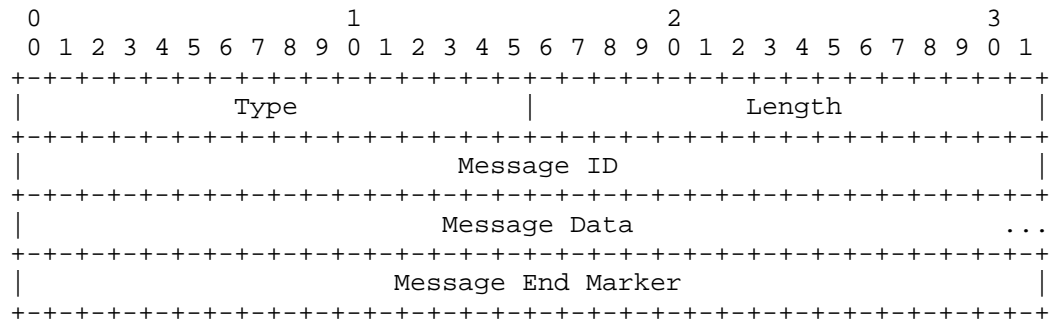 0                   1                   2                   3
 0 1 2 3 4 5 6 7 8 9 0 1 2 3 4 5 6 7 8 9 0 1 2 3 4 5 6 7 8 9 0 1
+-+-+-+-+-+-+-+-+-+-+-+-+-+-+-+-+-+-+-+-+-+-+-+-+-+-+-+-+-+-+-+-+
|             Type              |             Length            |
+-+-+-+-+-+-+-+-+-+-+-+-+-+-+-+-+-+-+-+-+-+-+-+-+-+-+-+-+-+-+-+-+
|                           Message ID                          |
+-+-+-+-+-+-+-+-+-+-+-+-+-+-+-+-+-+-+-+-+-+-+-+-+-+-+-+-+-+-+-+-+
|                          Message Data                      ...
+-+-+-+-+-+-+-+-+-+-+-+-+-+-+-+-+-+-+-+-+-+-+-+-+-+-+-+-+-+-+-+-+
|                       Message End Marker                      |
+-+-+-+-+-+-+-+-+-+-+-+-+-+-+-+-+-+-+-+-+-+-+-+-+-+-+-+-+-+-+-+-+